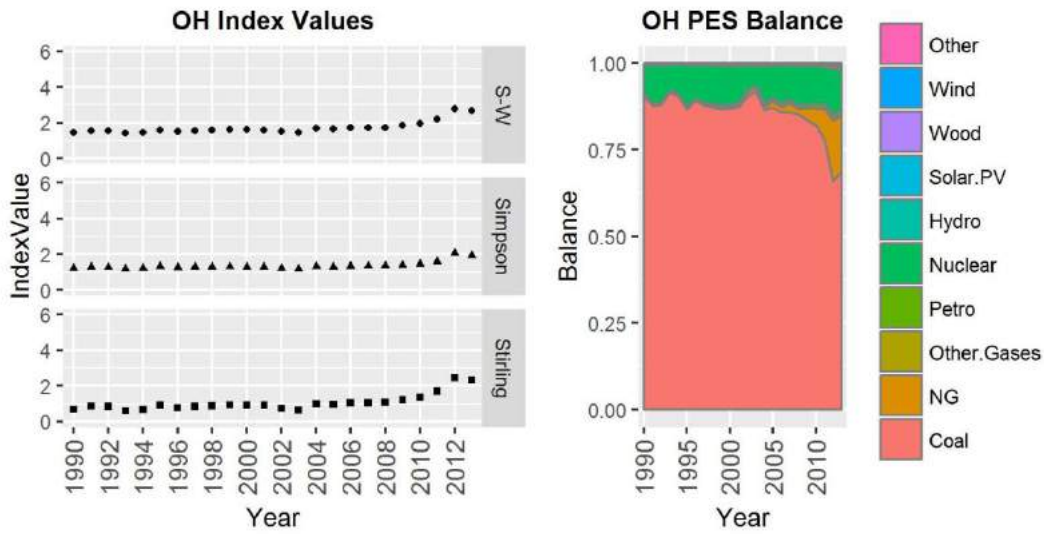 OH Index Values
IndexValue
6
4
2
0
S-W
6
4
2
0
Simpson
6
4
2
0
Stirling
1990 1992 1994 1996 1998 2000 2002 2004 2006 2008 2010 2012
Year
OH PES Balance
Balance
1.00
0.75
0.50
0.25
0.00
1990 1995 2000 2005 2010
Year
Other
Wind
Wood
Solar.PV
Hydro
Nuclear
Petro
Other.Gases
NG
Coal